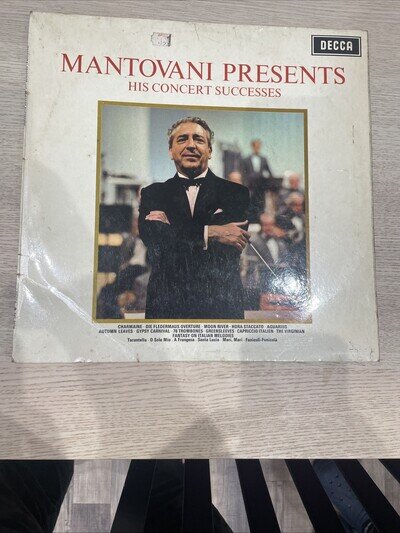 DECCA
MANTOVANI PRESENTS
HIS CONCERT SUCCESSES
CHARMAINE · DIE FLEDERMAUS OVERTURE · MOON RIVER · HORA STACCATO · AQUARIUS
AUTUMN LEAVES · GYPSY CARNIVAL · 76 TROMBONES · GREENSLEEVES · CAPRICCIO ITALIEN · THE VIRGINIAN
FANTASY ON ITALIAN MELODIES
Tarantella · O Sole Mio · A Frangesa · Santa Lucia · Mari, Mari · Funiculi-Funicula